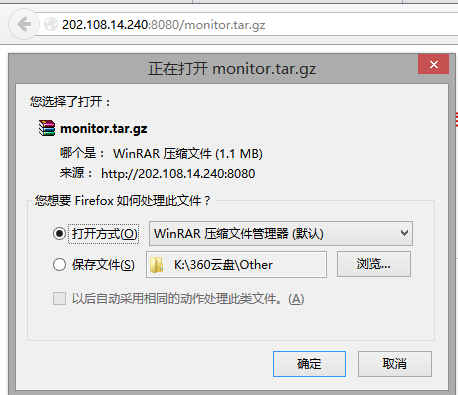 202.108.14.240:8080/monitor.tar.gz
正在打开 monitor.tar.gz
您选择了打开：
monitor.tar.gz
哪个是： WinRAR 压缩文件 (1.1 MB)
来源： http://202.108.14.240:8080
您想要 Firefox 如何处理此文件？
打开方式(O) WinRAR 压缩文件管理器 (默认)
保存文件(S) K:\360云盘\Other 浏览...
以后自动采用相同的动作处理此类文件。(A)
确定 取消